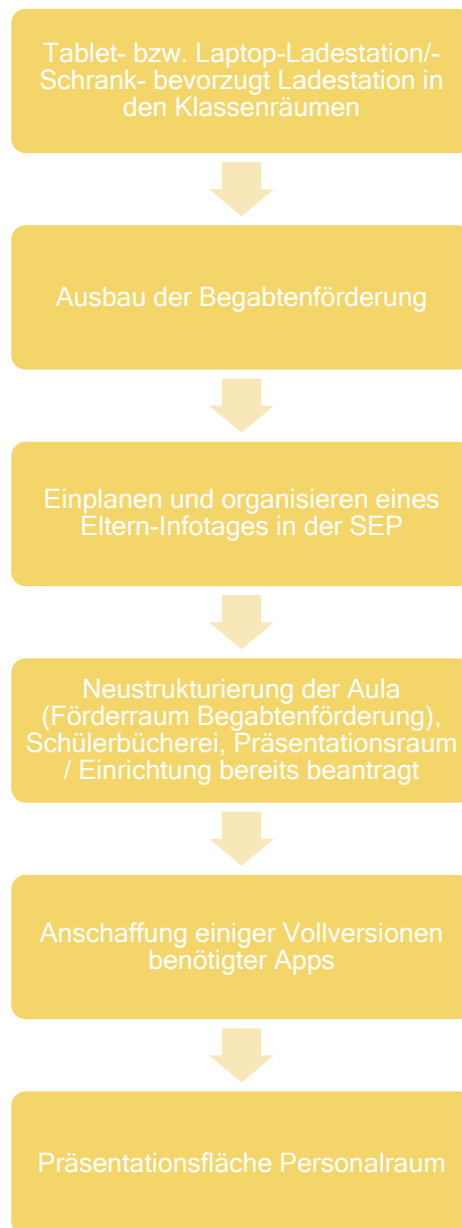 Tablet- bzw. Laptop-Ladestation/-
Schrank- bevorzugt Ladestation in
den Klassenräumen
Ausbau der Begabtenförderung
Einplanen und organisieren eines
Eltern-Infotages in der SEP
Neustrukturierung der Aula
(Förderraum Begabtenförderung),
Schülerbücherei, Präsentationsraum
/ Einrichtung bereits beantragt
Anschaffung einiger Vollversionen
benötigter Apps
Präsentationsfläche Personalraum